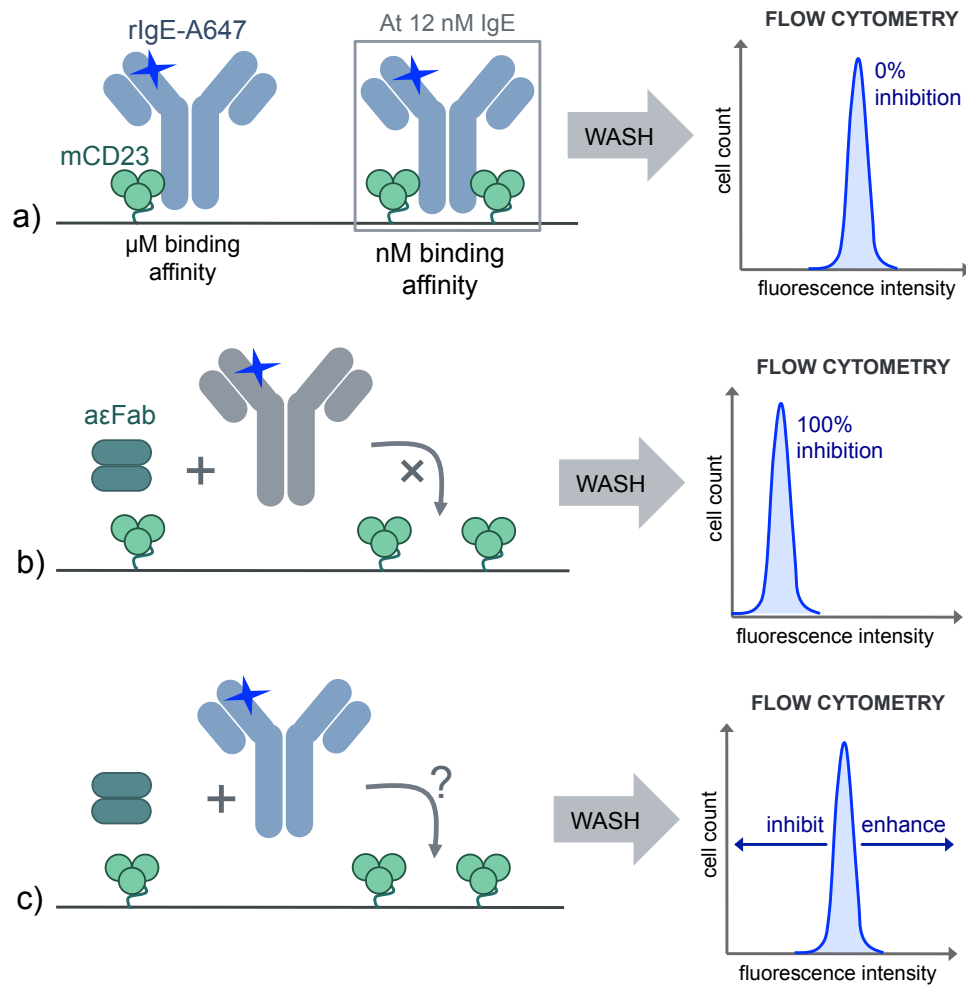 rIgE-A647
At 12 nM IgE
mCD23
a)
µM binding
affinity
nM binding
affinity
WASH
FLOW CYTOMETRY
0%
inhibition
cell count
fluorescence intensity
aεFab
+
×
b)
WASH
FLOW CYTOMETRY
100%
inhibition
cell count
fluorescence intensity
+
?
c)
WASH
FLOW CYTOMETRY
inhibit
enhance
cell count
fluorescence intensity